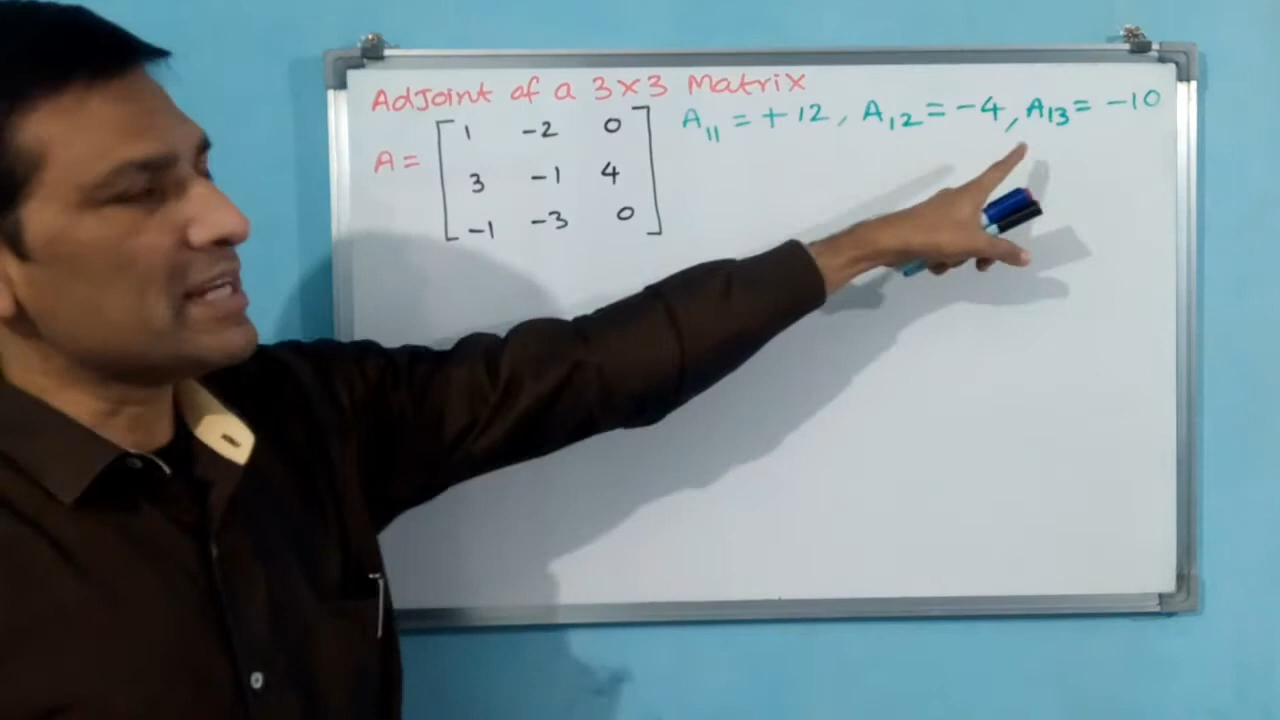 AdJoint of a 3×3 Matrix
A₁₁ = +12, A₁₂ = -4, A₁₃ = -10
A = [ 1 -2 0
3 -1 4
-1 -3 0 ]